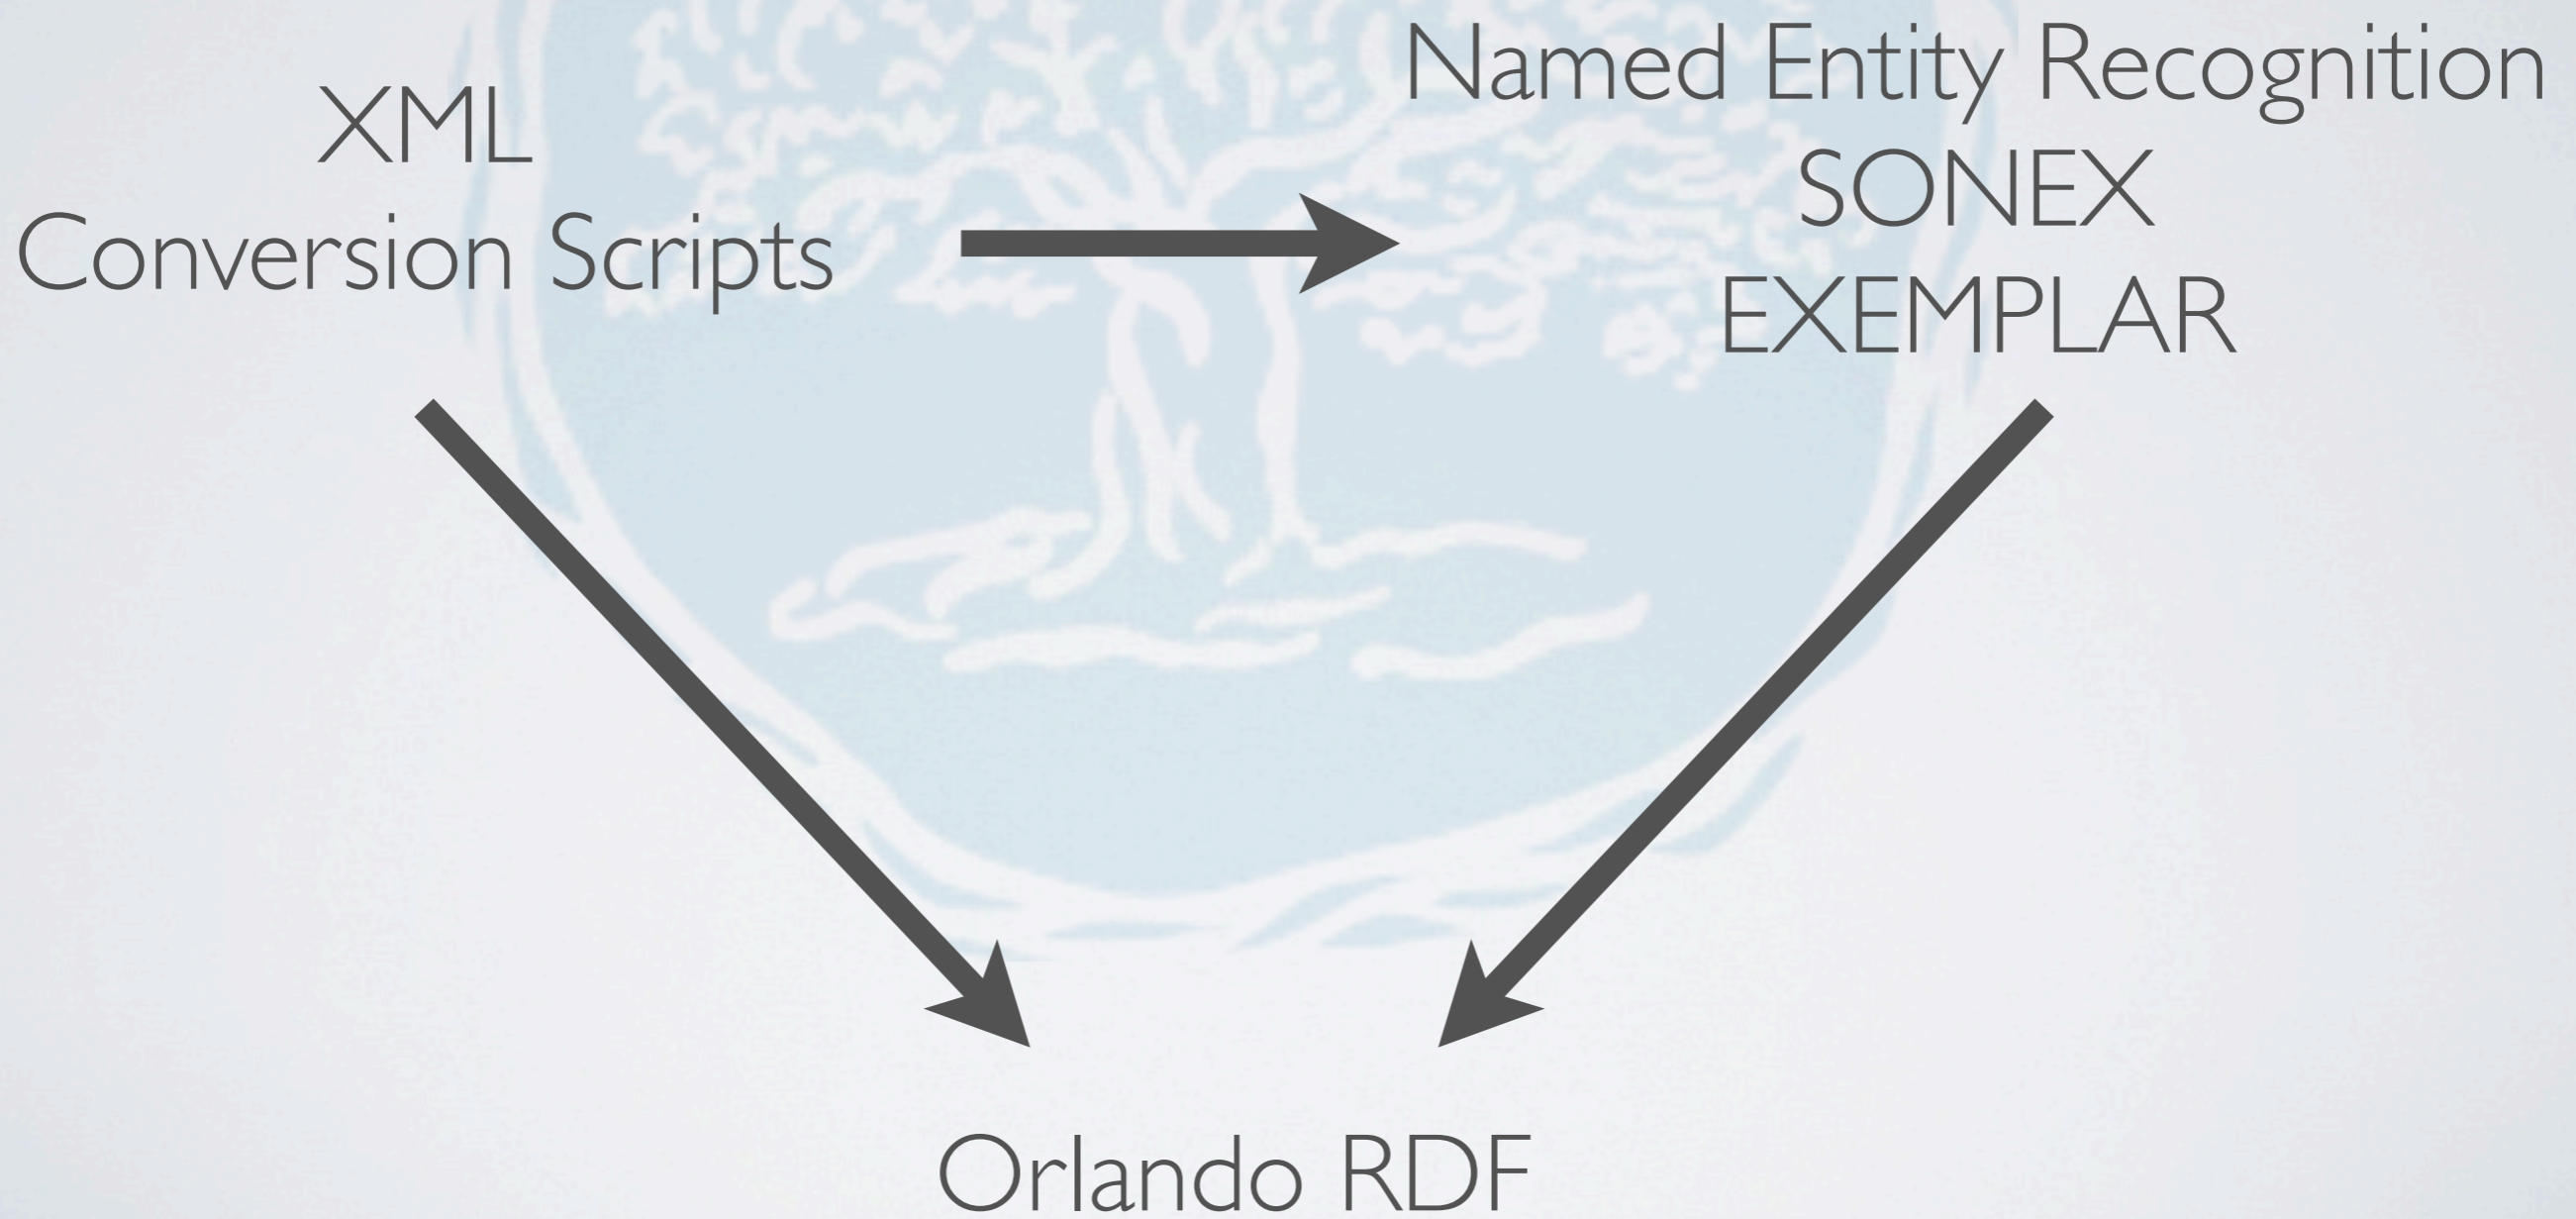 XML
Conversion Scripts
Named Entity Recognition
SONEX
EXEMPLAR
Orlando RDF